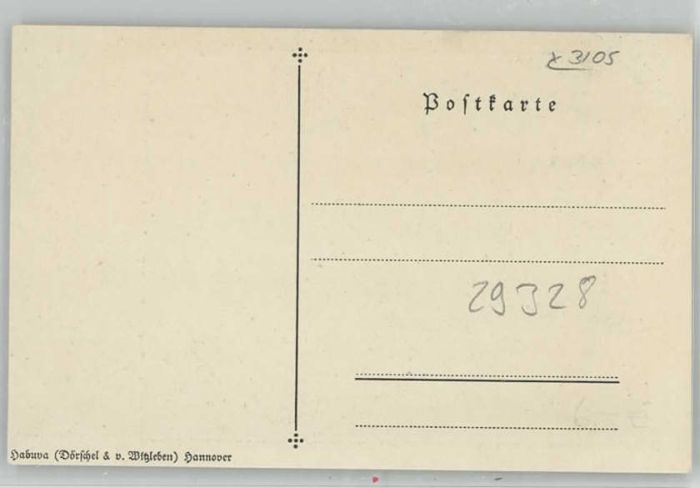 x 3105
Postkarte
29328
Habuva (Dörschel & v. Witzleben) Hannover